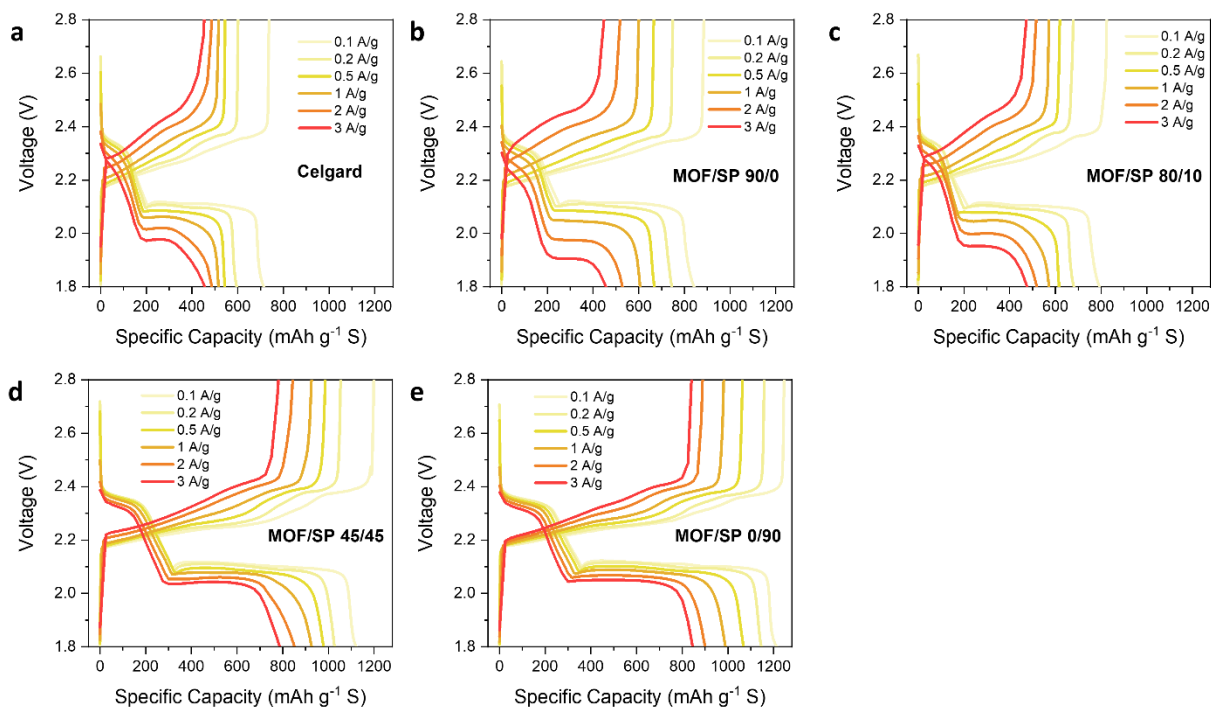 a
2.8
2.6
2.4
2.2
2.0
1.8
Voltage (V)
0.1 A/g
0.2 A/g
0.5 A/g
1 A/g
2 A/g
3 A/g
Celgard
0 200 400 600 800 1000 1200
Specific Capacity (mAh g⁻¹ S)
b
2.8
2.6
2.4
2.2
2.0
1.8
Voltage (V)
0.1 A/g
0.2 A/g
0.5 A/g
1 A/g
2 A/g
3 A/g
MOF/SP 90/0
0 200 400 600 800 1000 1200
Specific Capacity (mAh g⁻¹ S)
c
2.8
2.6
2.4
2.2
2.0
1.8
Voltage (V)
0.1 A/g
0.2 A/g
0.5 A/g
1 A/g
2 A/g
3 A/g
MOF/SP 80/10
0 200 400 600 800 1000 1200
Specific Capacity (mAh g⁻¹ S)
d
2.8
2.6
2.4
2.2
2.0
1.8
Voltage (V)
0.1 A/g
0.2 A/g
0.5 A/g
1 A/g
2 A/g
3 A/g
MOF/SP 45/45
0 200 400 600 800 1000 1200
Specific Capacity (mAh g⁻¹ S)
e
2.8
2.6
2.4
2.2
2.0
1.8
Voltage (V)
0.1 A/g
0.2 A/g
0.5 A/g
1 A/g
2 A/g
3 A/g
MOF/SP 0/90
0 200 400 600 800 1000 1200
Specific Capacity (mAh g⁻¹ S)